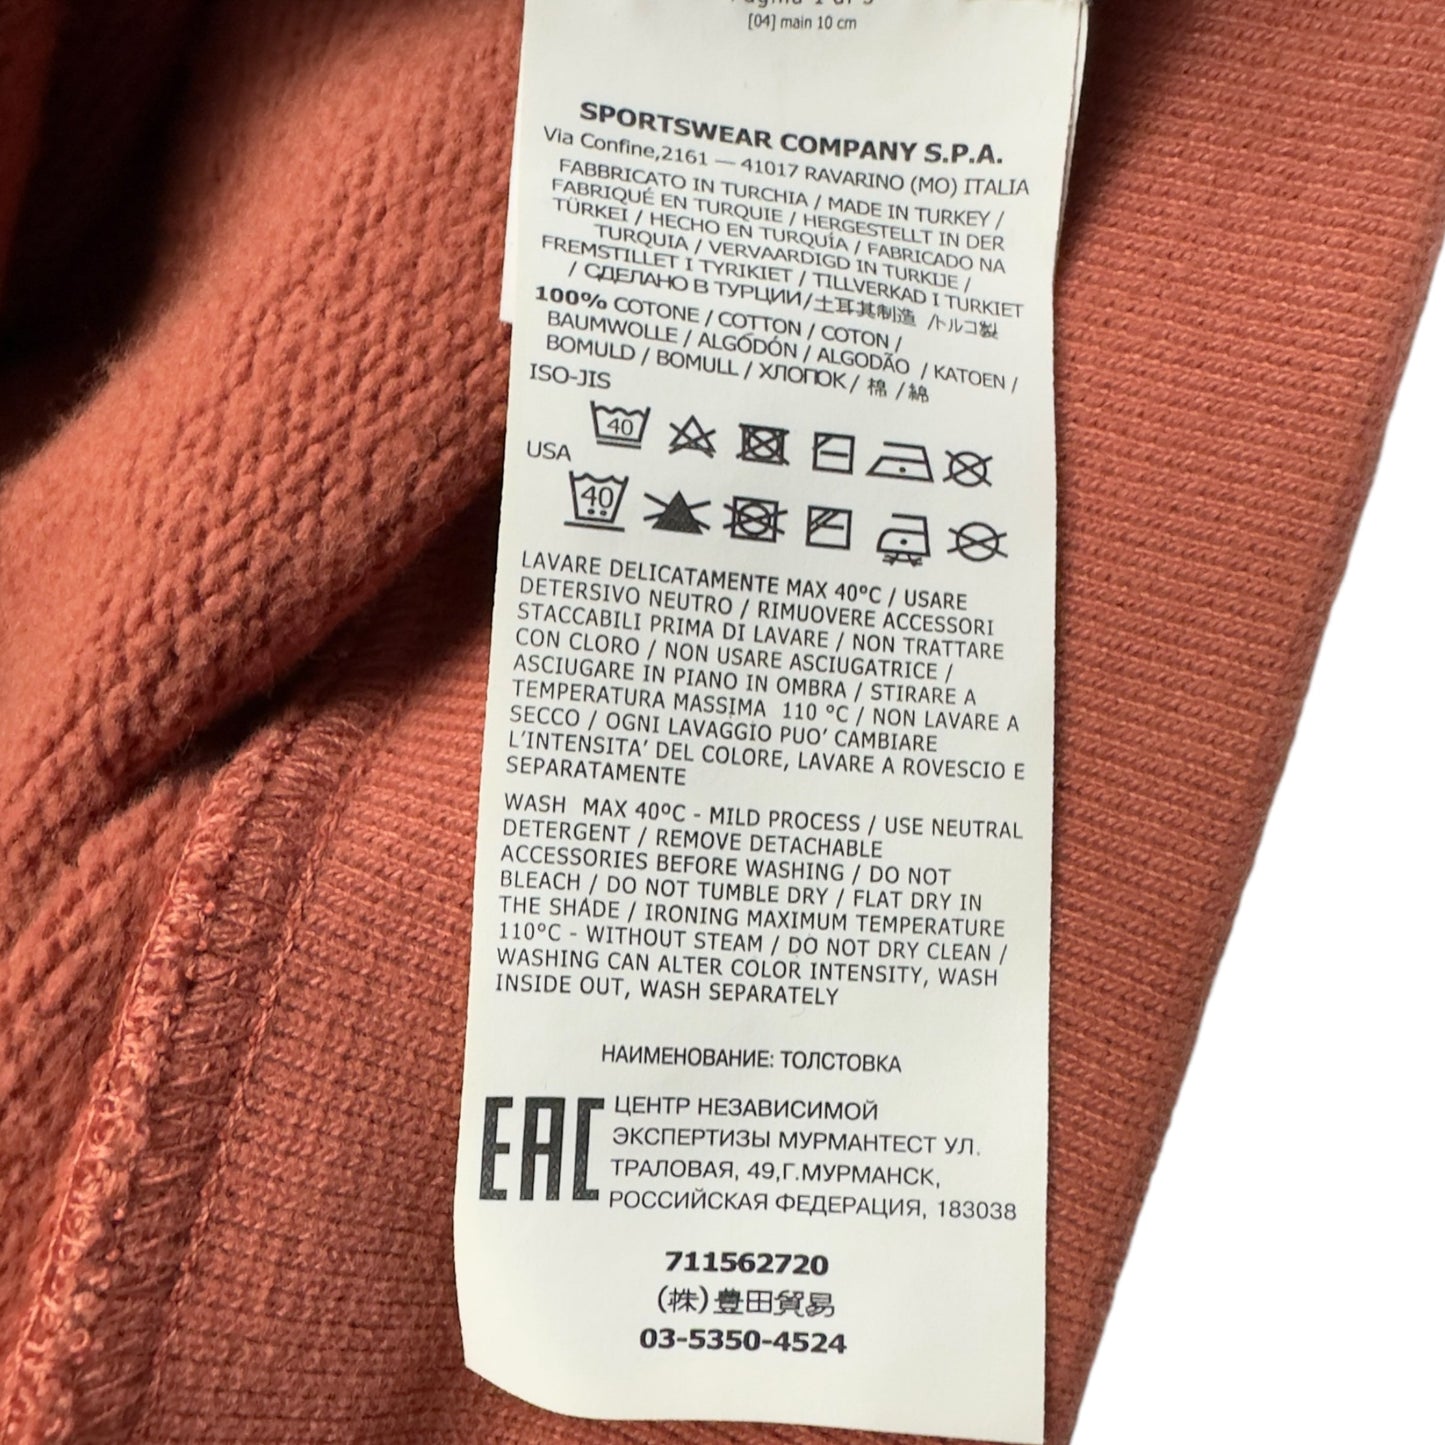 [04] main 10 cm
SPORTSWEAR COMPANY S.P.A.
Via Confine,2161 — 41017 RAVARINO (MO) ITALIA
FABBRICATO IN TURCHIA / MADE IN TURKEY /
FABRIQUÉ EN TURQUIE / HERGESTELLT IN DER
TÜRKEI / HECHO EN TURQUÍA / FABRICADO NA
TURQUIA / VERVAARDIGD IN TURKIJE /
FREMSTILLET I TYRIKIET / TILLVERKAD I TURKIET
/ СДЕЛАНО В ТУРЦИИ/土耳其制造 /トルコ製
100% COTONE / COTTON / COTON /
BAUMWOLLE / ALGODÓN / ALGODÃO / KATOEN /
BOMULD / BOMULL / ХЛОПОК / 棉 / 綿
ISO-JIS
40
USA
40
LAVARE DELICATAMENTE MAX 40°C / USARE
DETERSIVO NEUTRO / RIMUOVERE ACCESSORI
STACCABILI PRIMA DI LAVARE / NON TRATTARE
CON CLORO / NON USARE ASCIUGATRICE /
ASCIUGARE IN PIANO IN OMBRA / STIRARE A
TEMPERATURA MASSIMA 110 °C / NON LAVARE A
SECCO / OGNI LAVAGGIO PUO' CAMBIARE
L'INTENSITA' DEL COLORE, LAVARE A ROVESCIO E
SEPARATAMENTE
WASH MAX 40ºC - MILD PROCESS / USE NEUTRAL
DETERGENT / REMOVE DETACHABLE
ACCESSORIES BEFORE WASHING / DO NOT
BLEACH / DO NOT TUMBLE DRY / FLAT DRY IN
THE SHADE / IRONING MAXIMUM TEMPERATURE
110°C - WITHOUT STEAM / DO NOT DRY CLEAN /
WASHING CAN ALTER COLOR INTENSITY, WASH
INSIDE OUT, WASH SEPARATELY
НАИМЕНОВАНИЕ: ТОЛСТОВКА
EAC
ЦЕНТР НЕЗАВИСИМОЙ
ЭКСПЕРТИЗЫ МУРМАНТЕСТ УЛ.
ТРАЛОВАЯ, 49,Г.МУРМАНСК,
РОССИЙСКАЯ ФЕДЕРАЦИЯ, 183038
711562720
(株)豊田貿易
03-5350-4524